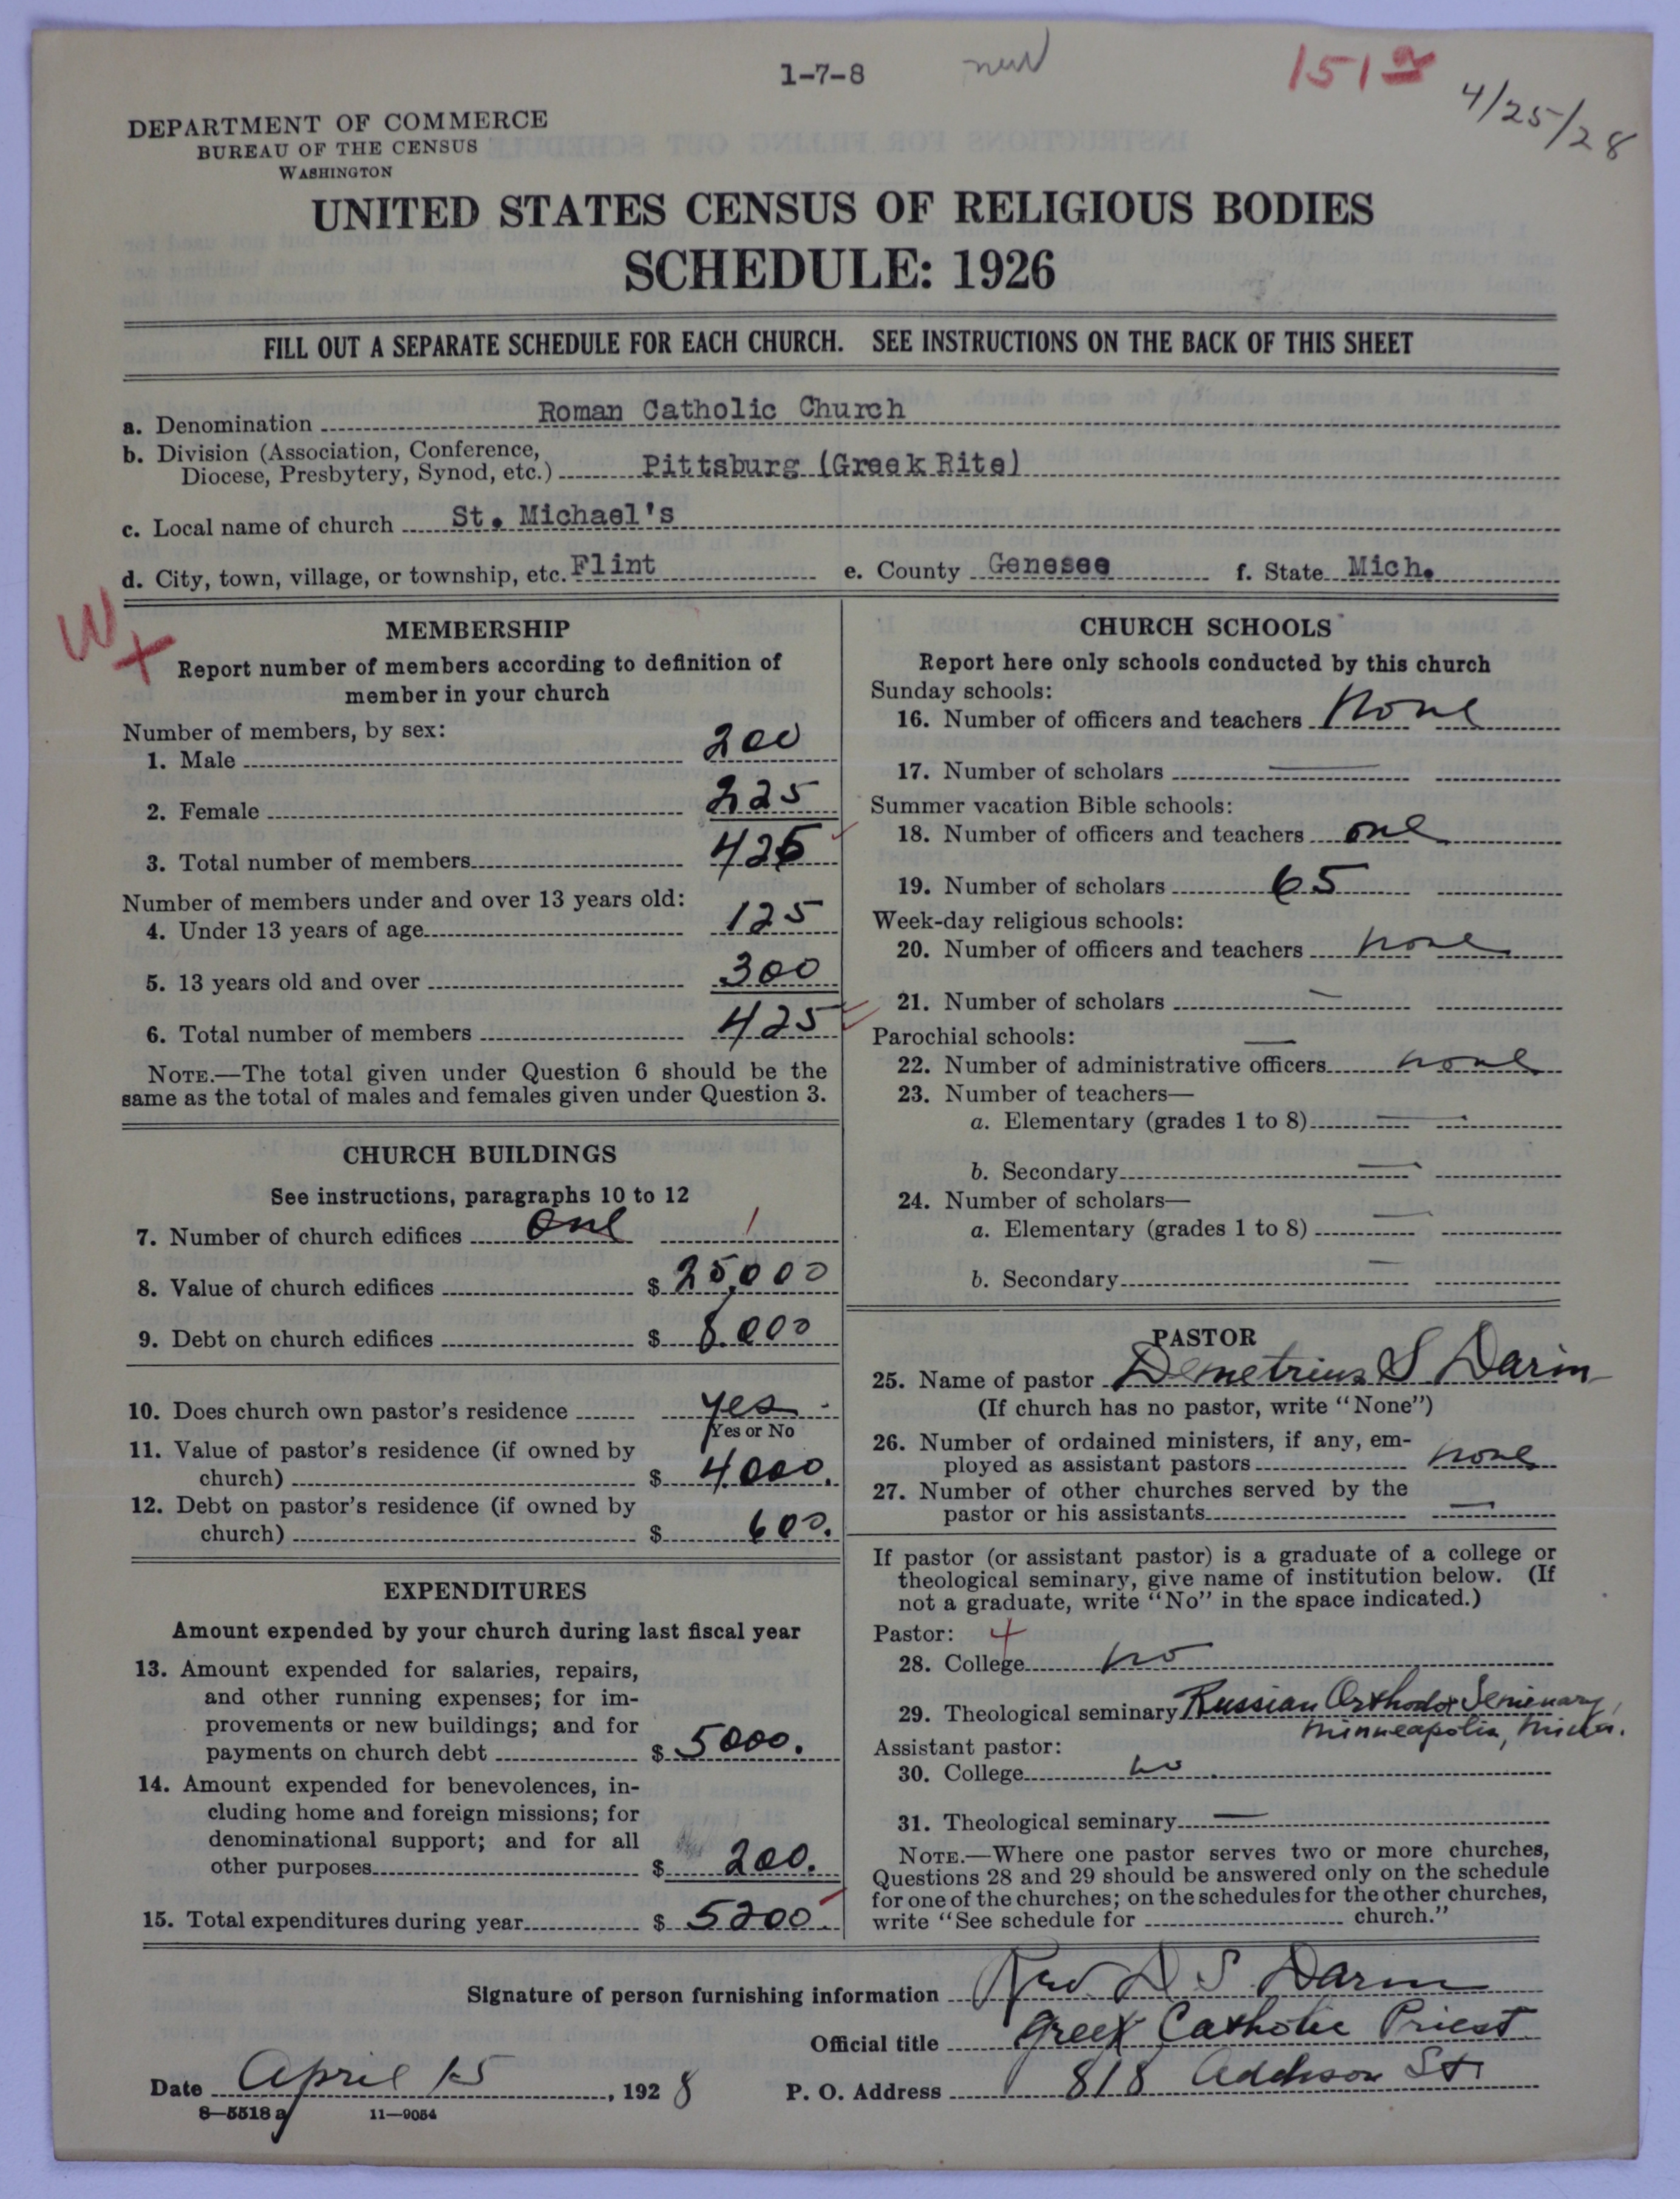 1-7-8 new 151a 4/25/28
DEPARTMENT OF COMMERCE
BUREAU OF THE CENSUS
WASHINGTON
UNITED STATES CENSUS OF RELIGIOUS BODIES
SCHEDULE: 1926
FILL OUT A SEPARATE SCHEDULE FOR EACH CHURCH. SEE INSTRUCTIONS ON THE BACK OF THIS SHEET
a. Denomination Roman Catholic Church
b. Division (Association, Conference,
Diocese, Presbytery, Synod, etc.) Pittsburg (Greek Rite)
c. Local name of church St. Michael's
d. City, town, village, or township, etc. Flint e. County Genesee f. State Mich.
W
+
MEMBERSHIP
Report number of members according to definition of
member in your church
Number of members, by sex:
1. Male 200
2. Female 225
3. Total number of members 425
Number of members under and over 13 years old:
4. Under 13 years of age 125
5. 13 years old and over 300
6. Total number of members 425
NOTE.—The total given under Question 6 should be the
same as the total of males and females given under Question 3.
CHURCH BUILDINGS
See instructions, paragraphs 10 to 12
7. Number of church edifices one 1
8. Value of church edifices $ 25,000
9. Debt on church edifices $ 8.000
10. Does church own pastor's residence yes
Yes or No
11. Value of pastor's residence (if owned by
church) $ 4.000.
12. Debt on pastor's residence (if owned by
church) $ 600.
EXPENDITURES
Amount expended by your church during last fiscal year
13. Amount expended for salaries, repairs,
and other running expenses; for im-
provements or new buildings; and for
payments on church debt $ 5000.
14. Amount expended for benevolences, in-
cluding home and foreign missions; for
denominational support; and for all
other purposes $ 200.
15. Total expenditures during year $ 5200.
CHURCH SCHOOLS
Report here only schools conducted by this church
Sunday schools:
16. Number of officers and teachers None
17. Number of scholars —
Summer vacation Bible schools:
18. Number of officers and teachers one
19. Number of scholars 65
Week-day religious schools:
20. Number of officers and teachers none
21. Number of scholars —
Parochial schools:
22. Number of administrative officers none
23. Number of teachers—
a. Elementary (grades 1 to 8) —
b. Secondary —
24. Number of scholars—
a. Elementary (grades 1 to 8) —
b. Secondary —
PASTOR
25. Name of pastor Demetrius S Darin
(If church has no pastor, write "None")
26. Number of ordained ministers, if any, em-
ployed as assistant pastors none
27. Number of other churches served by the
pastor or his assistants —
If pastor (or assistant pastor) is a graduate of a college or
theological seminary, give name of institution below. (If
not a graduate, write "No" in the space indicated.)
Pastor: 4
28. College no
29. Theological seminary Russian Orthodox Seminary,
Minneapolis, Minn.
Assistant pastor:
30. College no
31. Theological seminary —
NOTE.—Where one pastor serves two or more churches,
Questions 28 and 29 should be answered only on the schedule
for one of the churches; on the schedules for the other churches,
write "See schedule for church."
Signature of person furnishing information Rev. D S. Darin
Official title Greek Catholic Priest
Date April 15, 1928 P. O. Address 818 Addison St.
8—5518 a 11—9054